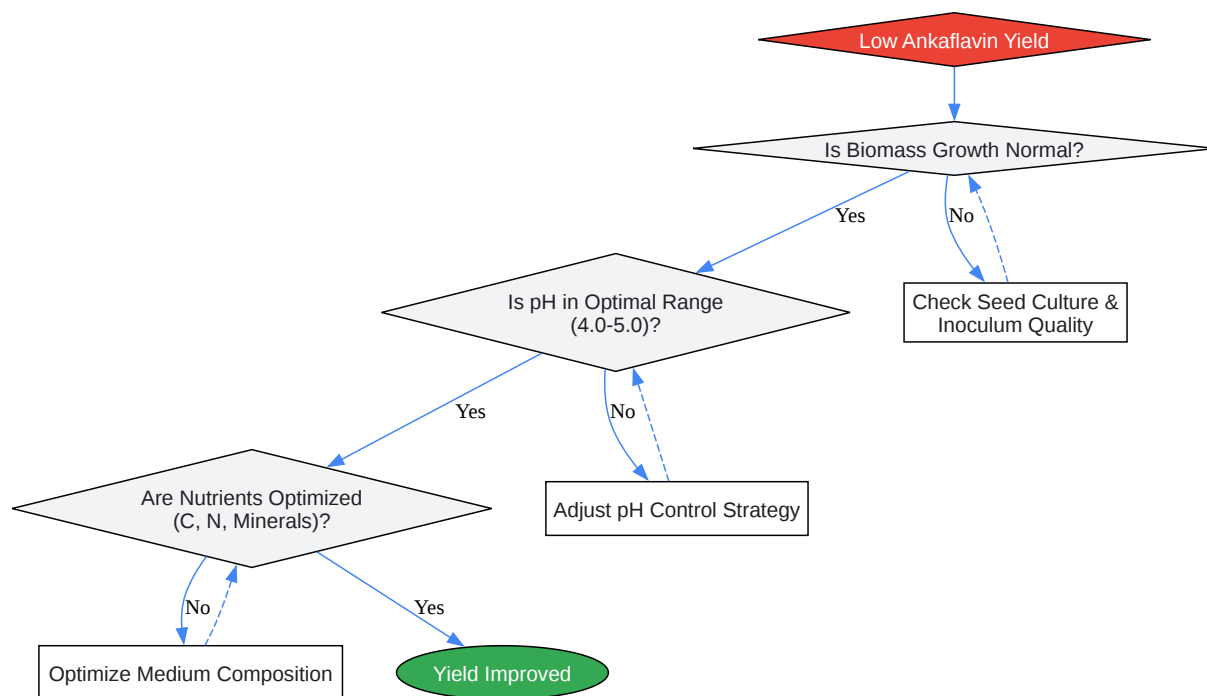 Low Ankaflavin Yield
Is Biomass Growth Normal?
Yes
No
Is pH in Optimal Range
(4.0-5.0)?
Check Seed Culture &
Inoculum Quality
Yes
No
Are Nutrients Optimized
(C, N, Minerals)?
Adjust pH Control Strategy
No
Yes
Optimize Medium Composition
Yield Improved